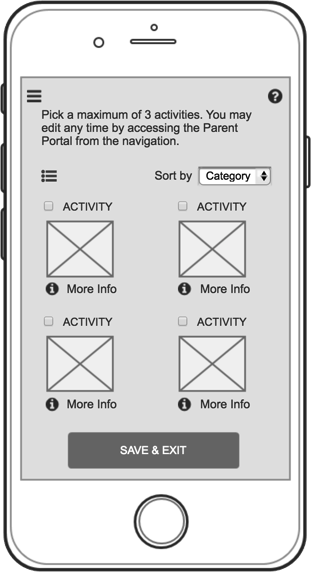 Pick a maximum of 3 activities. You may
edit any time by accessing the Parent
Portal from the navigation.
Sort by Category
ACTIVITY ACTIVITY
More Info More Info
ACTIVITY ACTIVITY
More Info More Info
SAVE & EXIT